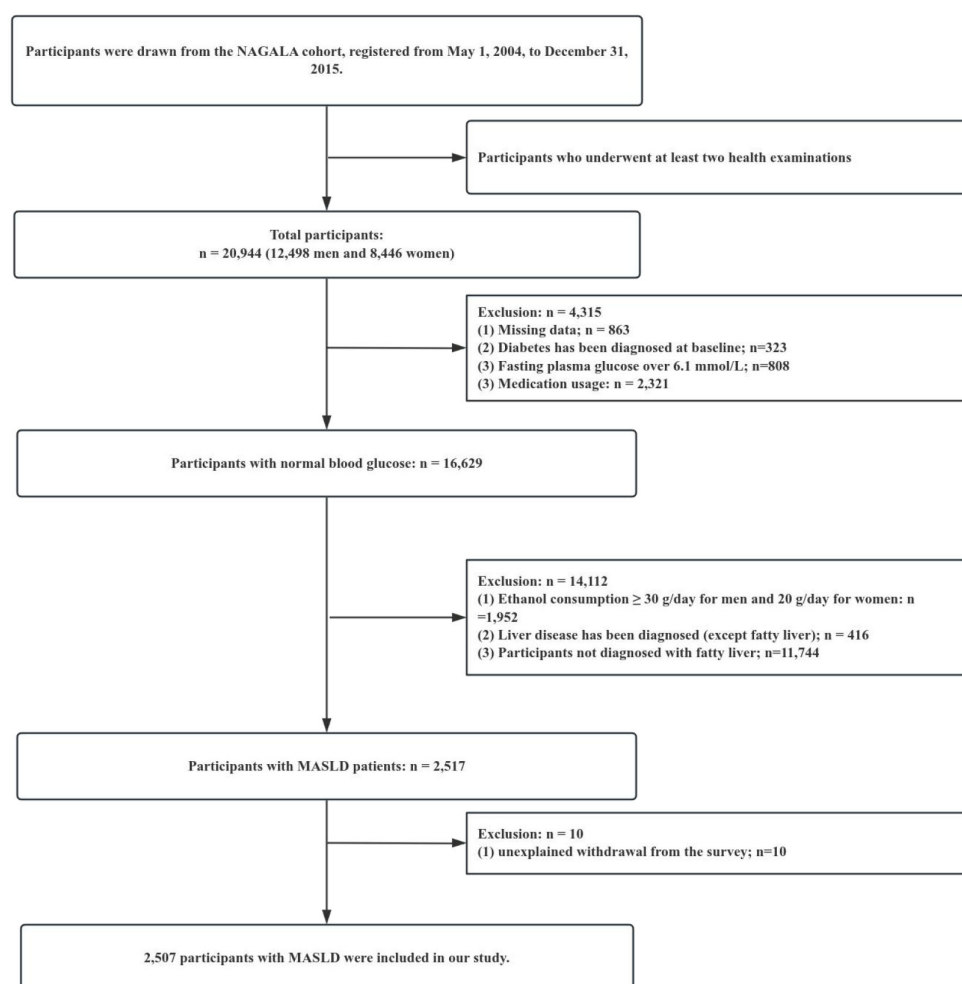 Participants were drawn from the NAGALA cohort, registered from May 1, 2004, to December 31,
2015.
Participants who underwent at least two health examinations
Total participants:
n = 20,944 (12,498 men and 8,446 women)
Exclusion: n = 4,315
(1) Missing data; n = 863
(2) Diabetes has been diagnosed at baseline; n=323
(3) Fasting plasma glucose over 6.1 mmol/L; n=808
(3) Medication usage: n = 2,321
Participants with normal blood glucose: n = 16,629
Exclusion: n = 14,112
(1) Ethanol consumption ≥ 30 g/day for men and 20 g/day for women: n
=1,952
(2) Liver disease has been diagnosed (except fatty liver); n = 416
(3) Participants not diagnosed with fatty liver; n=11,744
Participants with MASLD patients: n = 2,517
Exclusion: n = 10
(1) unexplained withdrawal from the survey; n=10
2,507 participants with MASLD were included in our study.